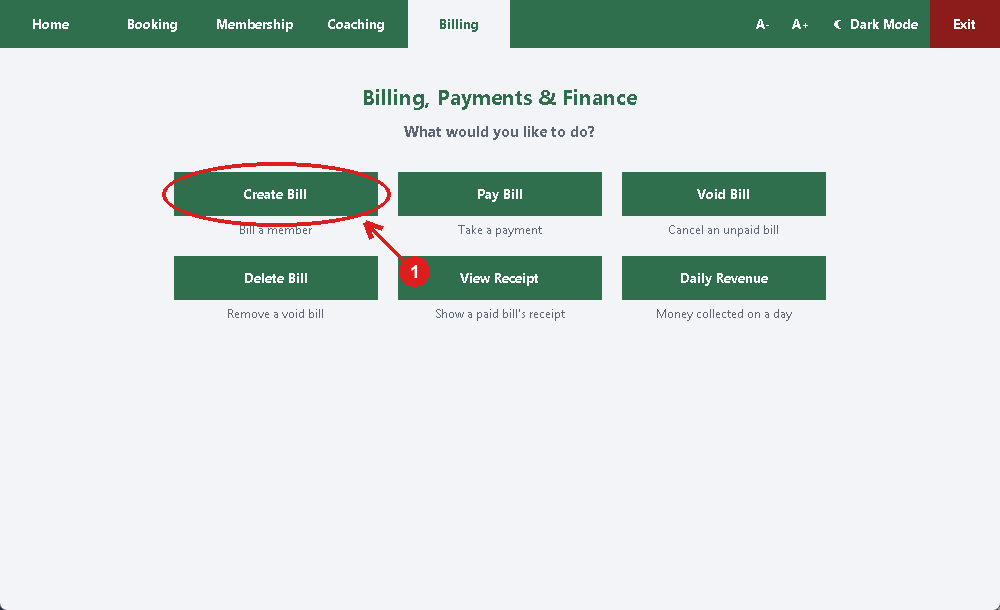 Home Booking Membership Coaching Billing A- A+ Dark Mode Exit
Billing, Payments & Finance
What would you like to do?
Create Bill Pay Bill Void Bill
Bill a member Take a payment Cancel an unpaid bill
1
Delete Bill View Receipt Daily Revenue
Remove a void bill Show a paid bill's receipt Money collected on a day